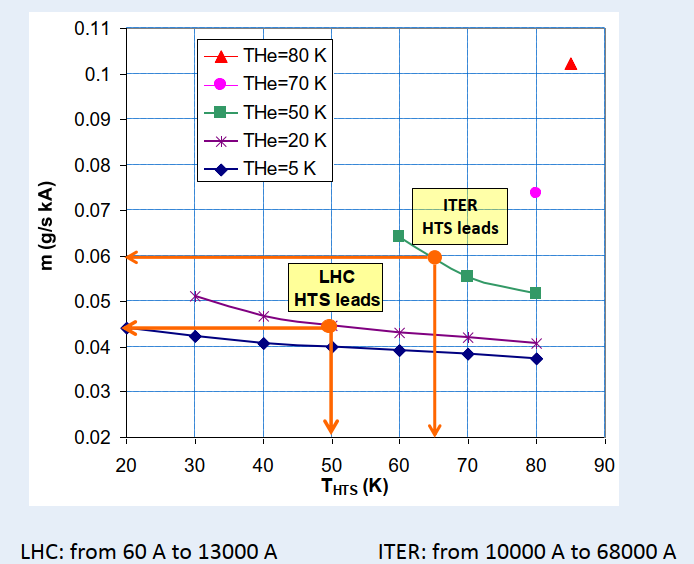 0.11
0.1
0.09
0.08
0.07
0.06
0.05
0.04
0.03
0.02
m (g/s kA)
THe=80 K
THe=70 K
THe=50 K
THe=20 K
THe=5 K
ITER
HTS leads
LHC
HTS leads
20 30 40 50 60 70 80 90
THTS (K)
LHC: from 60 A to 13000 A
ITER: from 10000 A to 68000 A